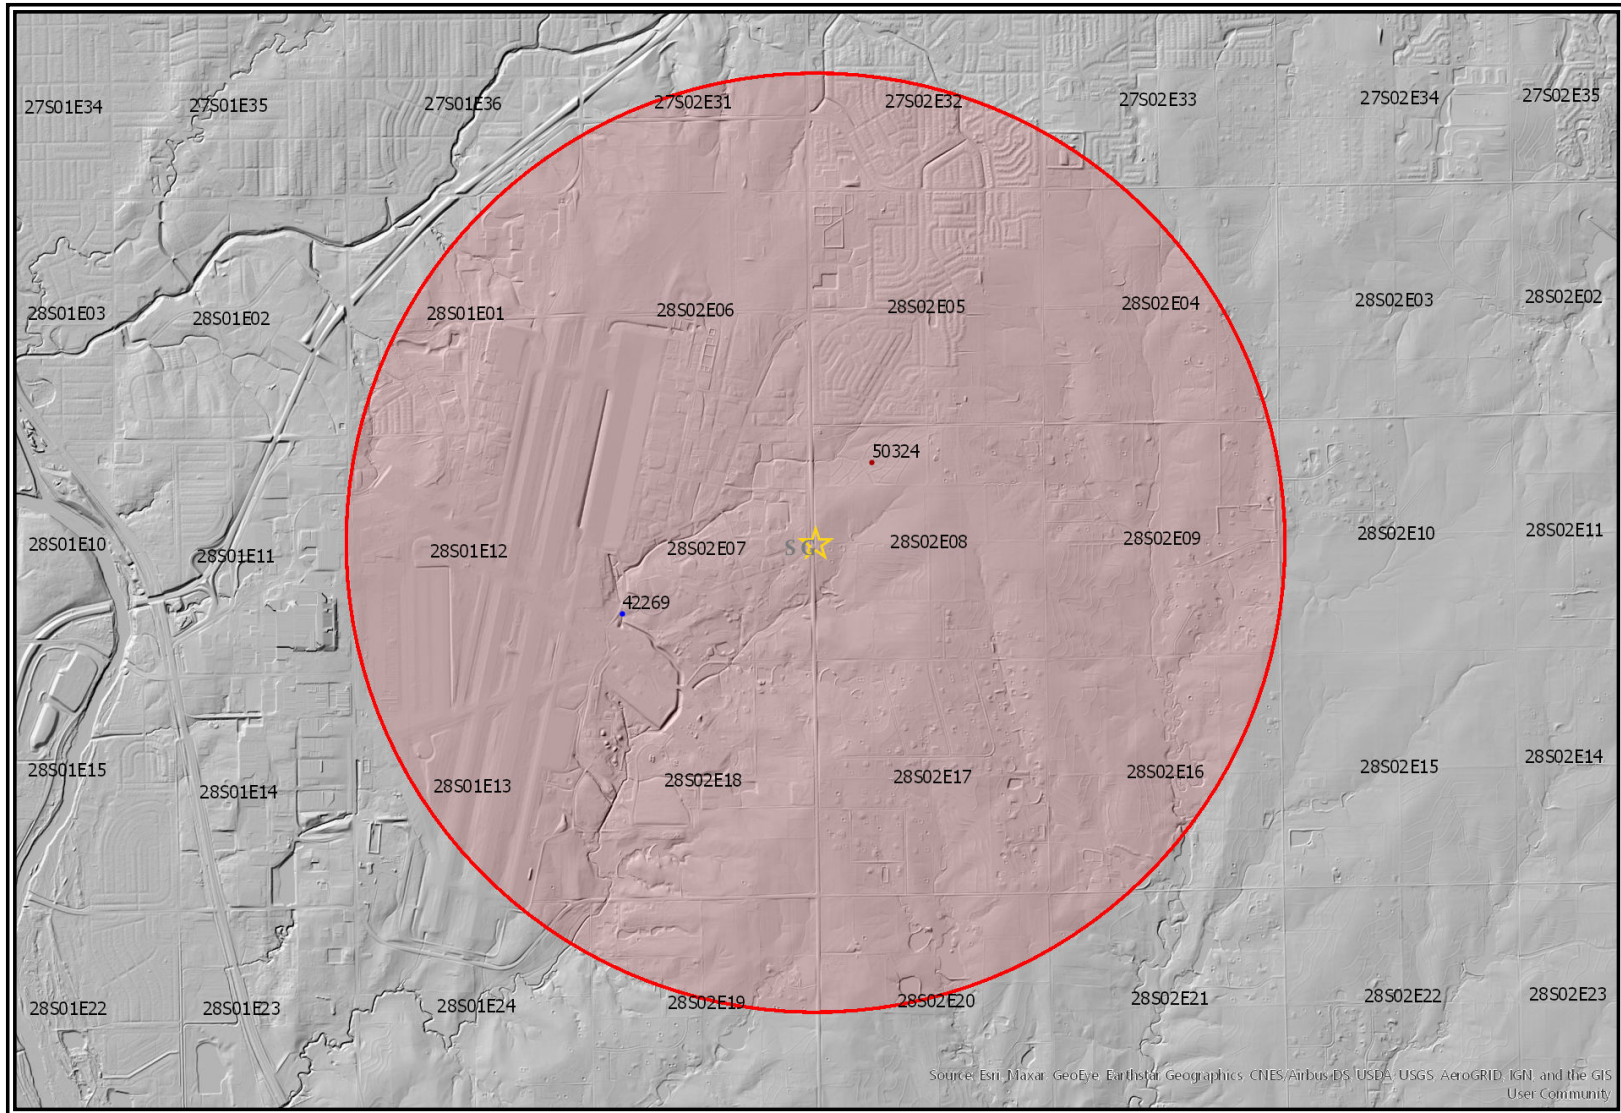 27S01E34 27S01E35 27S01E36 27S02E31 27S02E32 27S02E33 27S02E34 27S02E35
28S01E03 28S01E02 28S01E01 28S02E06 28S02E05 28S02E04 28S02E03 28S02E02
50324
28S01E10 28S01E11 28S01E12 28S02E07 28S02E08 28S02E09 28S02E10 28S02E11
42269
28S01E15 28S01E14 28S01E13 28S02E18 28S02E17 28S02E16 28S02E15 28S02E14
28S01E22 28S01E23 28S01E24 28S02E19 28S02E20 28S02E21 28S02E22 28S02E23
Source: Esri, Maxar, GeoEye, Earthstar Geographics, CNES/Airbus DS, USDA, USGS, AeroGRID, IGN, and the GIS
User Community